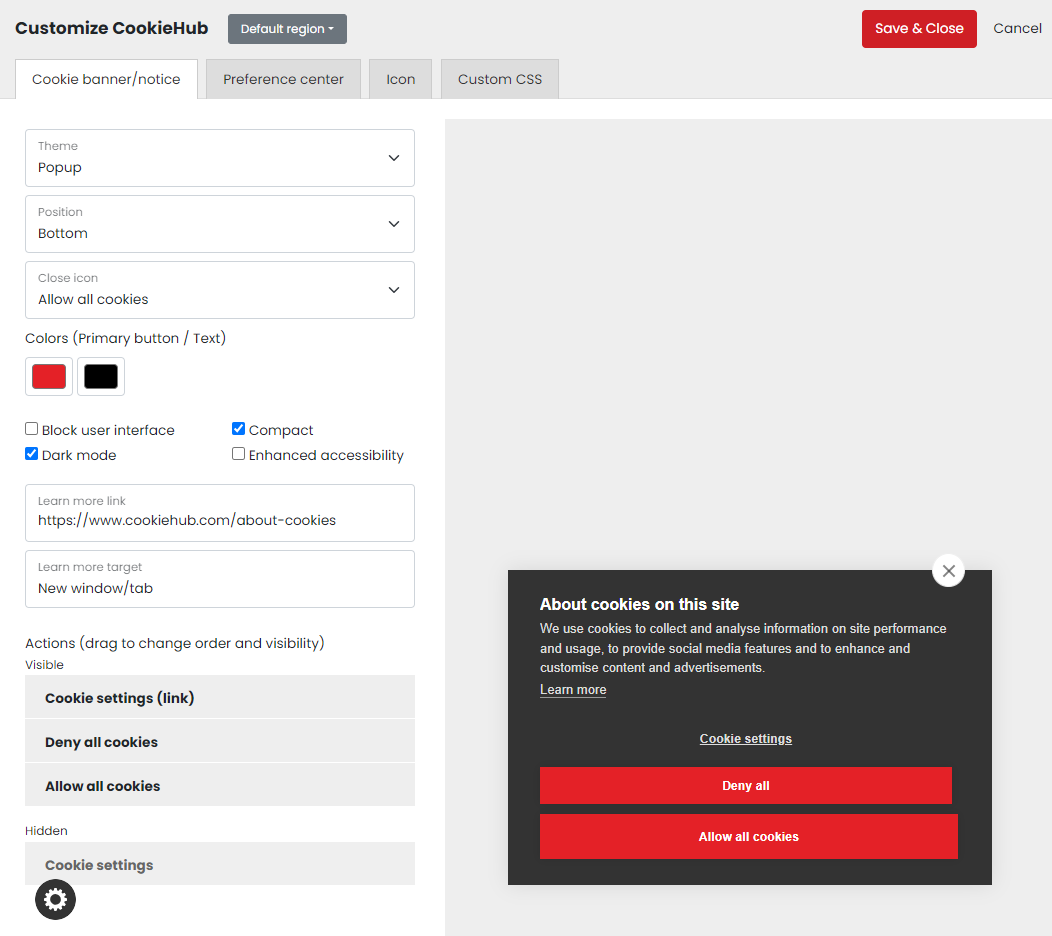 Customize CookieHub
Default region
Save & Close
Cancel
Cookie banner/notice
Preference center
Icon
Custom CSS
Theme
Popup
Position
Bottom
Close icon
Allow all cookies
Colors (Primary button / Text)
Block user interface
Compact
Dark mode
Enhanced accessibility
Learn more link
https://www.cookiehub.com/about-cookies
Learn more target
New window/tab
Actions (drag to change order and visibility)
Visible
Cookie settings (link)
Deny all cookies
Allow all cookies
Hidden
Cookie settings
About cookies on this site
We use cookies to collect and analyse information on site performance
and usage, to provide social media features and to enhance and
customise content and advertisements.
Learn more
Cookie settings
Deny all
Allow all cookies